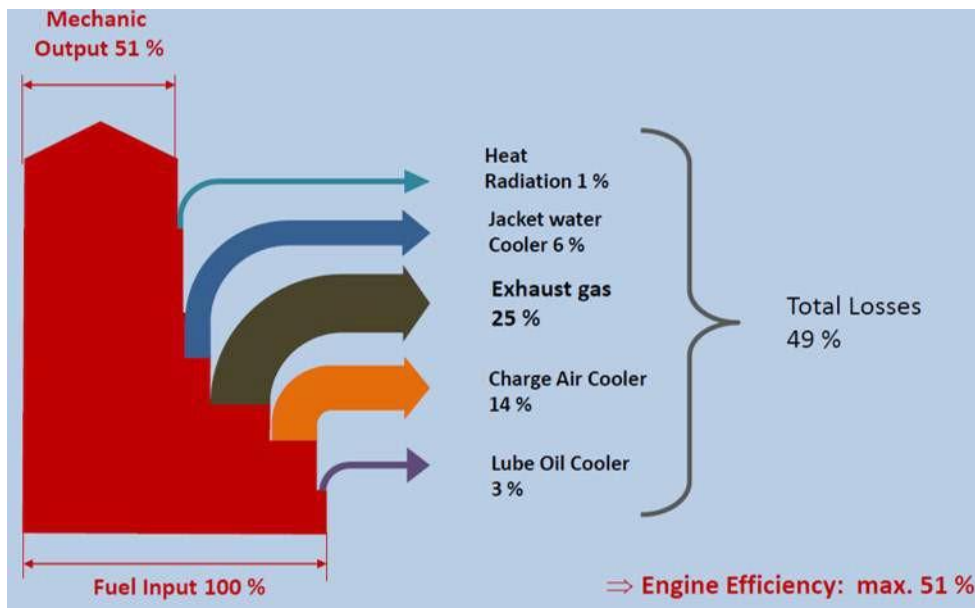 Mechanic
Output 51 %
Heat
Radiation 1 %
Jacket water
Cooler 6 %
Exhaust gas
25 %
Charge Air Cooler
14 %
Lube Oil Cooler
3 %
Total Losses
49 %
Fuel Input 100 %
⇒ Engine Efficiency: max. 51 %